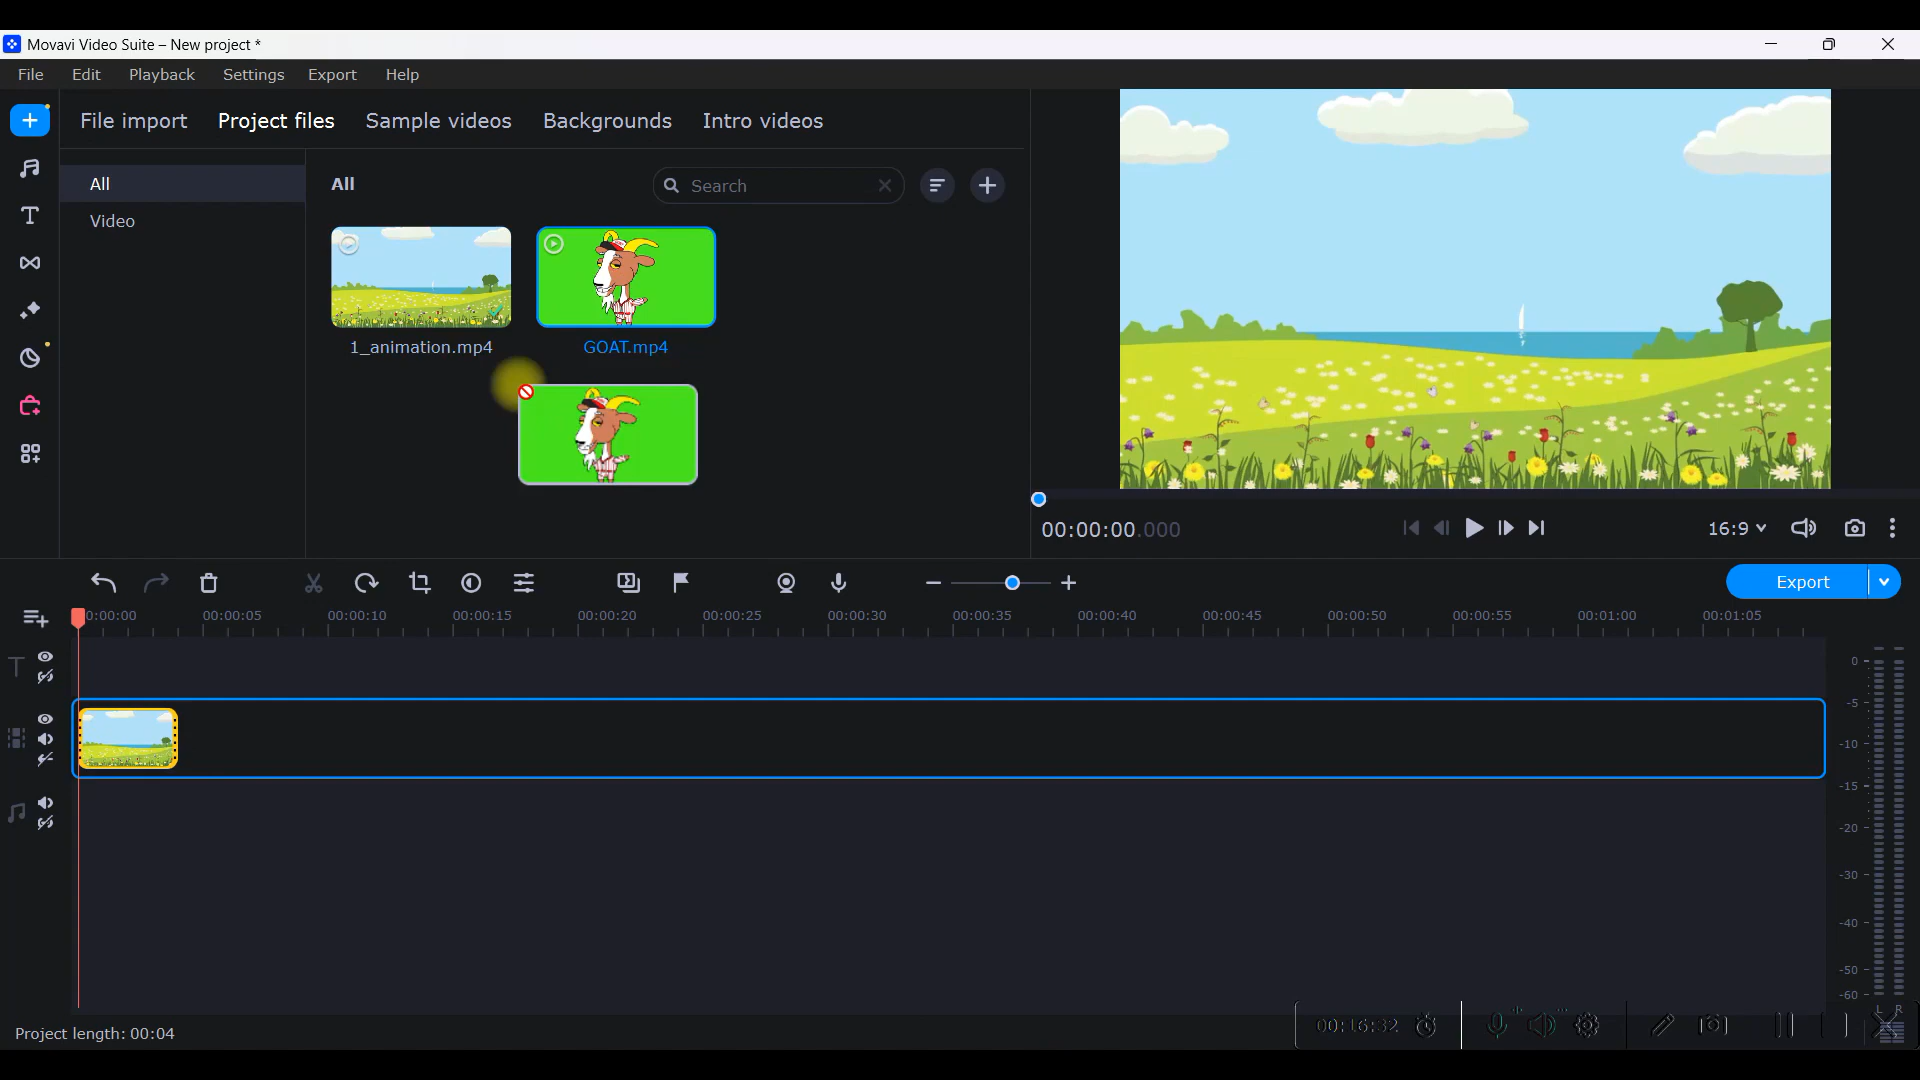 Movavi Video Suite – New project *
File Edit Playback Settings Export Help
File import Project files Sample videos Backgrounds Intro videos
All
Video
All
Search
1_animation.mp4
GOAT.mp4
00:00:00.000
16:9
Export
0:00:00 00:00:05 00:00:10 00:00:15 00:00:20 00:00:25 00:00:30 00:00:35 00:00:40 00:00:45 00:00:50 00:00:55 00:01:00 00:01:05
0
-5
-10
-15
-20
-30
-40
-50
-60
L R
Project length: 00:04
00:16:32